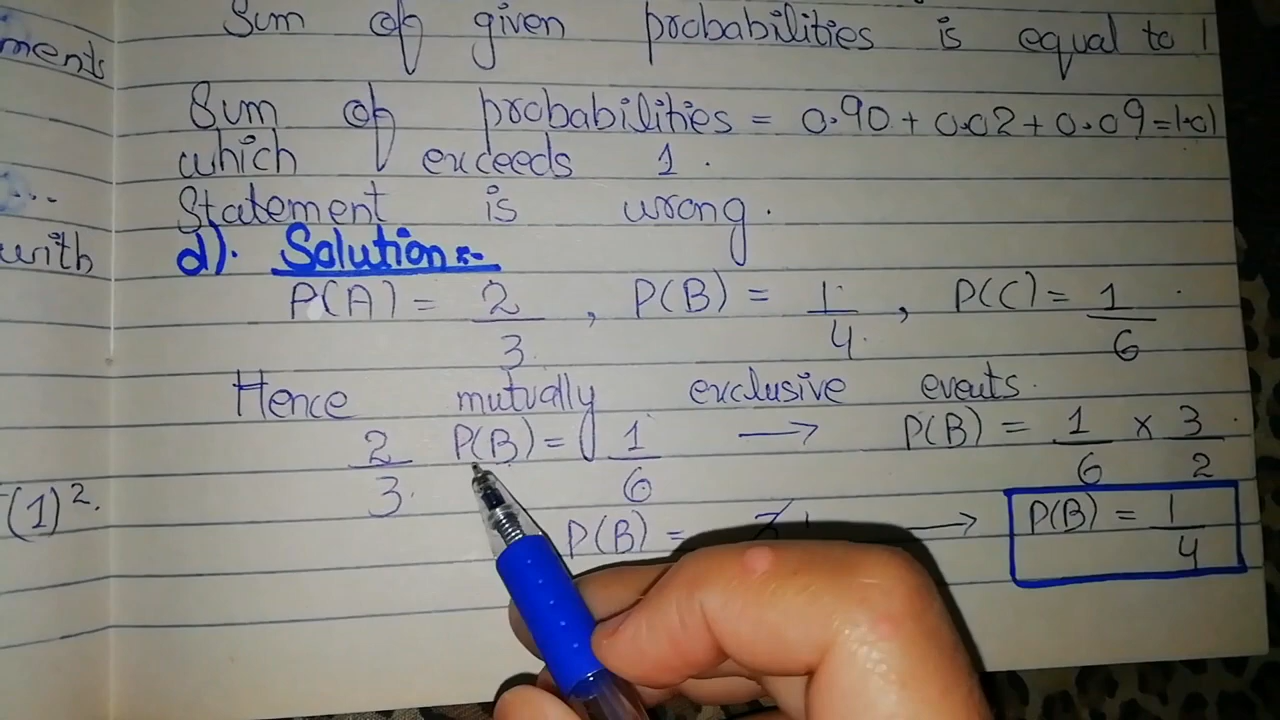 Sum of given probabilities is equal to 1
ments
Sum of probabilities = 0.90 + 0.02 + 0.09 = 1.01
which exceeds 1.
Statement is wrong.
with
d). Solution:-
P(A) = 2/3, P(B) = 1/4, P(C) = 1/6
Hence mutually exclusive events.
2/3 P(B) = 1/6 → P(B) = 1/6 × 3/2
(1)².
P(B) = → P(B) = 1/4